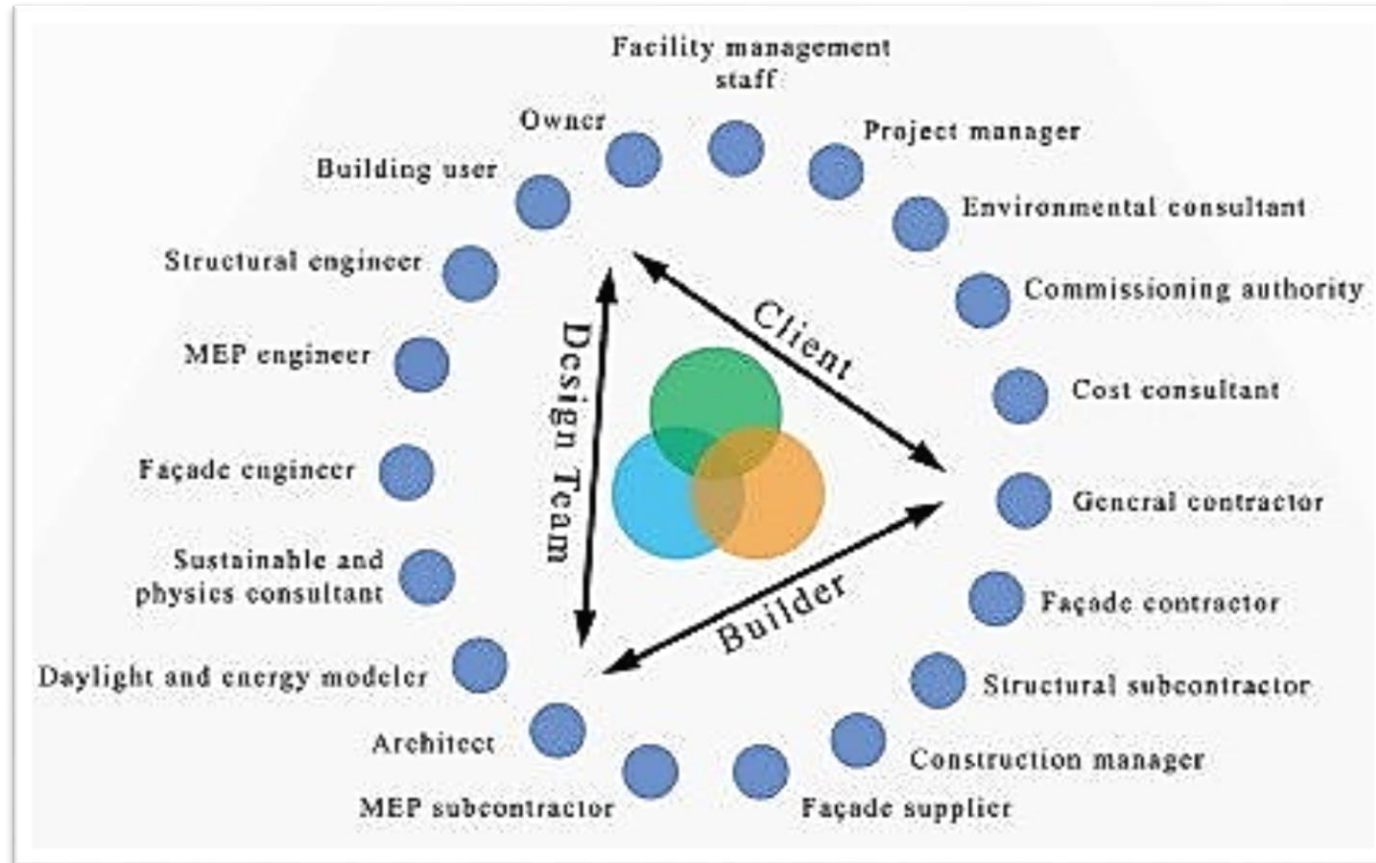 Facility management
staff
Owner
Project manager
Building user
Environmental consultant
Structural engineer
Commissioning authority
Client
Design Team
MEP engineer
Cost consultant
Façade engineer
General contractor
Sustainable and
physics consultant
Façade contractor
Builder
Daylight and energy modeler
Structural subcontractor
Architect
Construction manager
MEP subcontractor
Façade supplier